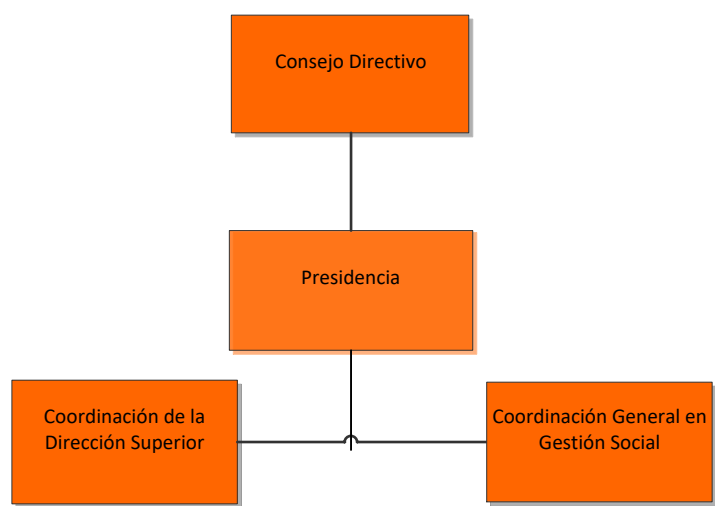 Consejo Directivo
Presidencia
Coordinación de la
Dirección Superior
Coordinación General en
Gestión Social